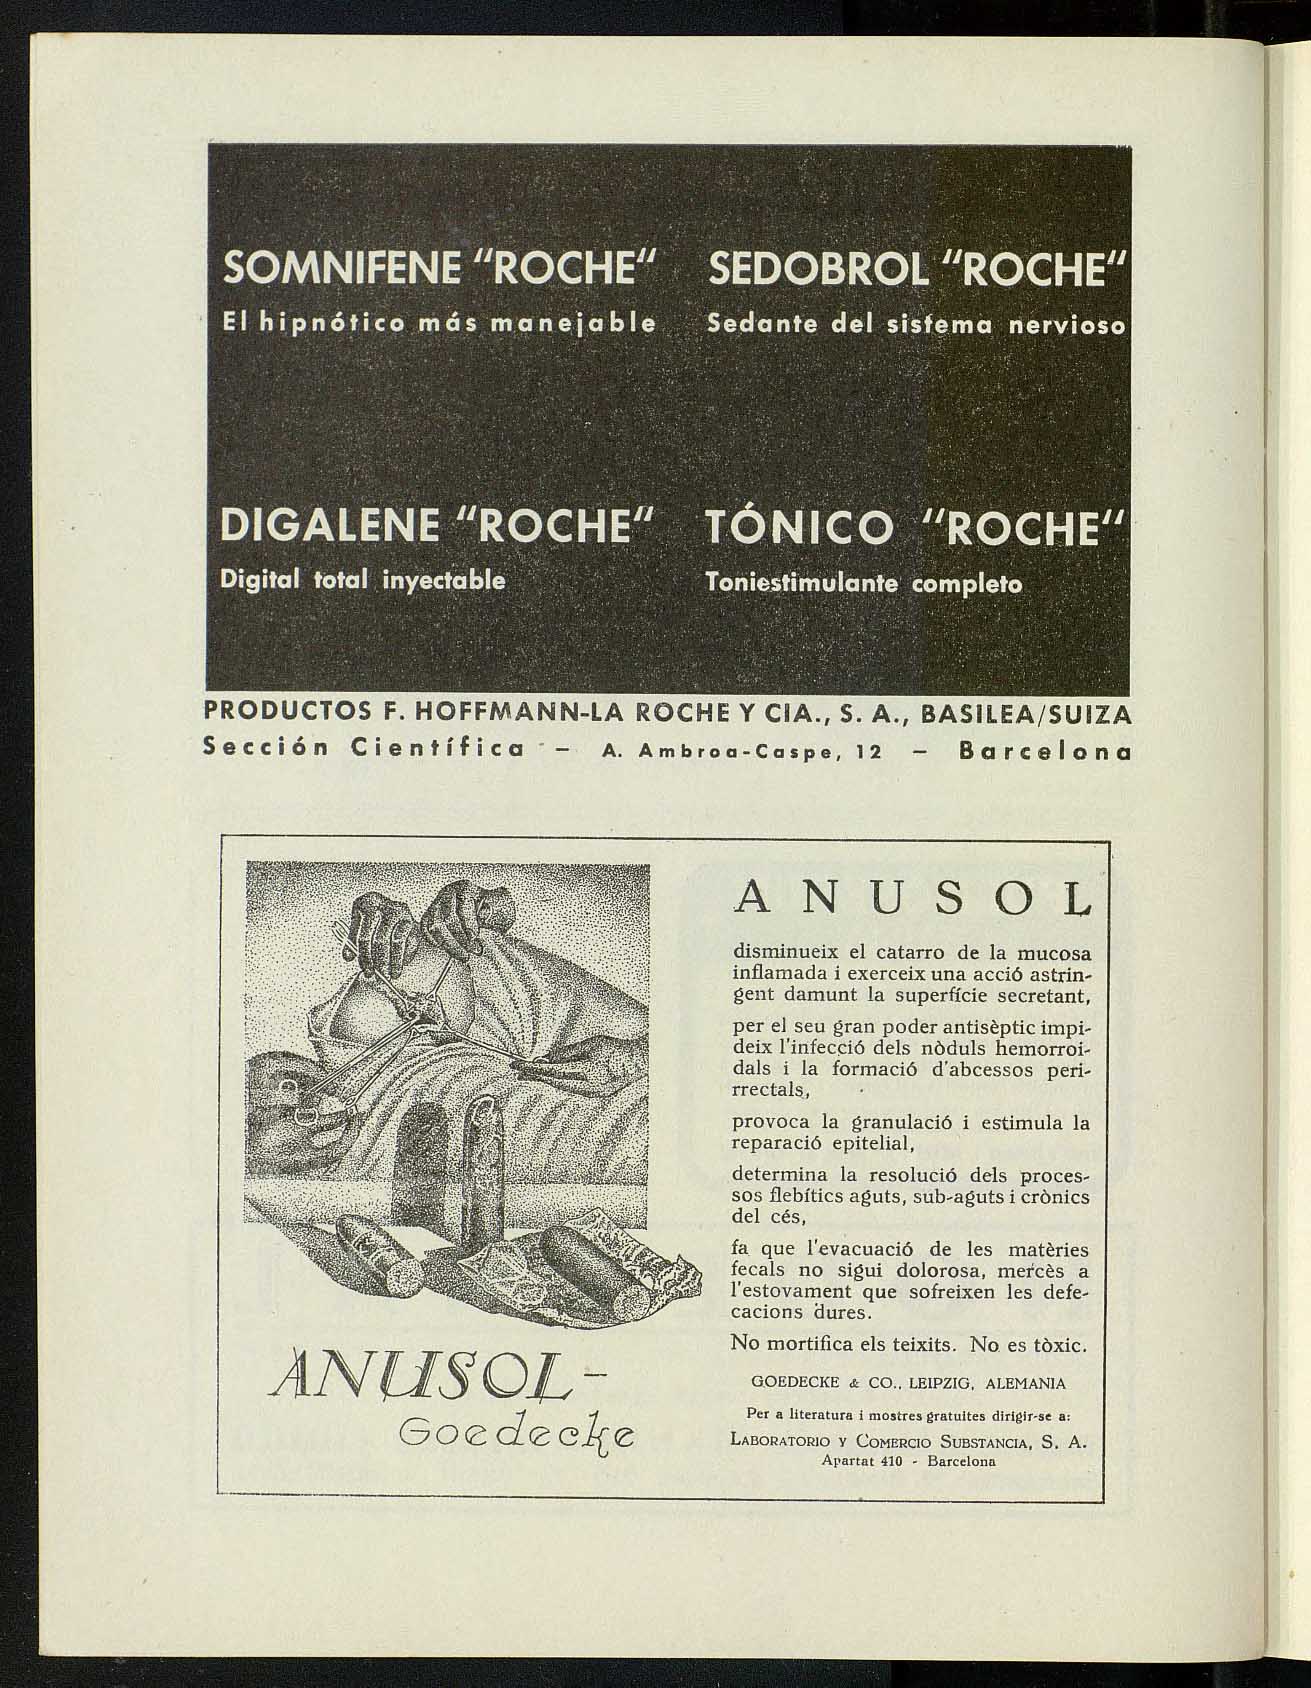 SOMNIFENE "ROCHE"
El hipnótico más manejable
SEDOBROL "ROCHE"
Sedante del sistema nervioso
DIGALENE "ROCHE"
Digital total inyectable
TÓNICO "ROCHE"
Toniestimulante completo
PRODUCTOS F. HOFFMANN-LA ROCHE Y CIA., S. A., BASILEA/SUIZA
Sección Científica - A. Ambroa-Caspe, 12 - Barcelona
ANUSOL-
Goedecke
ANUSOL
disminueix el catarro de la mucosa
inflamada i exerceix una acció astrin-
gent damunt la superfície secretant,
per el seu gran poder antisèptic impi-
deix l'infecció dels nòduls hemorroi-
dals i la formació d'abcessos peri-
rrectals,
provoca la granulació i estimula la
reparació epitelial,
determina la resolució dels proces-
sos flebítics aguts, sub-aguts i crònics
del cés,
fa que l'evacuació de les matèries
fecals no sigui dolorosa, mercès a
l'estovament que sofreixen les defe-
cacions dures.
No mortifica els teixits. No es tòxic.
GOEDECKE & CO., LEIPZIG, ALEMANIA
Per a literatura i mostres gratuites dirigir-se a:
LABORATORIO Y COMERCIO SUBSTANCIA, S. A.
Apartat 410 - Barcelona